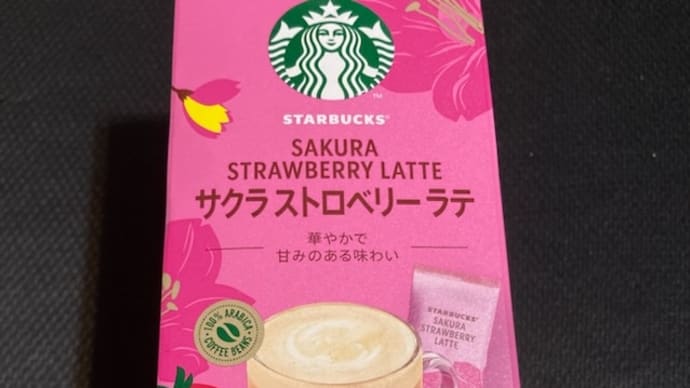 TM
STARBUCKS®
SAKURA
STRAWBERRY LATTE
サクラストロベリーラテ
華やかで
甘みのある味わい
100% ARABICA
COFFEE BEANS
STARBUCKS®
SAKURA
STRAWBERRY
LATTE